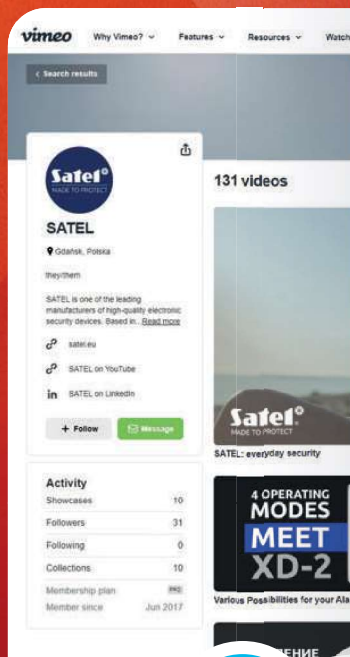 vimeo Why Vimeo? Features Resources Watch
< Search results
Satel®
MADE TO PROTECT
SATEL
Gdańsk, Polska
they/them
SATEL is one of the leading
manufacturers of high-quality electronic
security devices. Based in... Read more
satel.eu
SATEL on YouTube
in SATEL on LinkedIn
+ Follow Message
Activity
Showcases 10
Followers 31
Following 0
Collections 10
Membership plan PRO
Member since Jun 2017
131 videos
Satel®
MADE TO PROTECT
SATEL: everyday security
4 OPERATING
MODES
MEET
XD-2
Various Possibilities for your Ala
ЕНИЕ